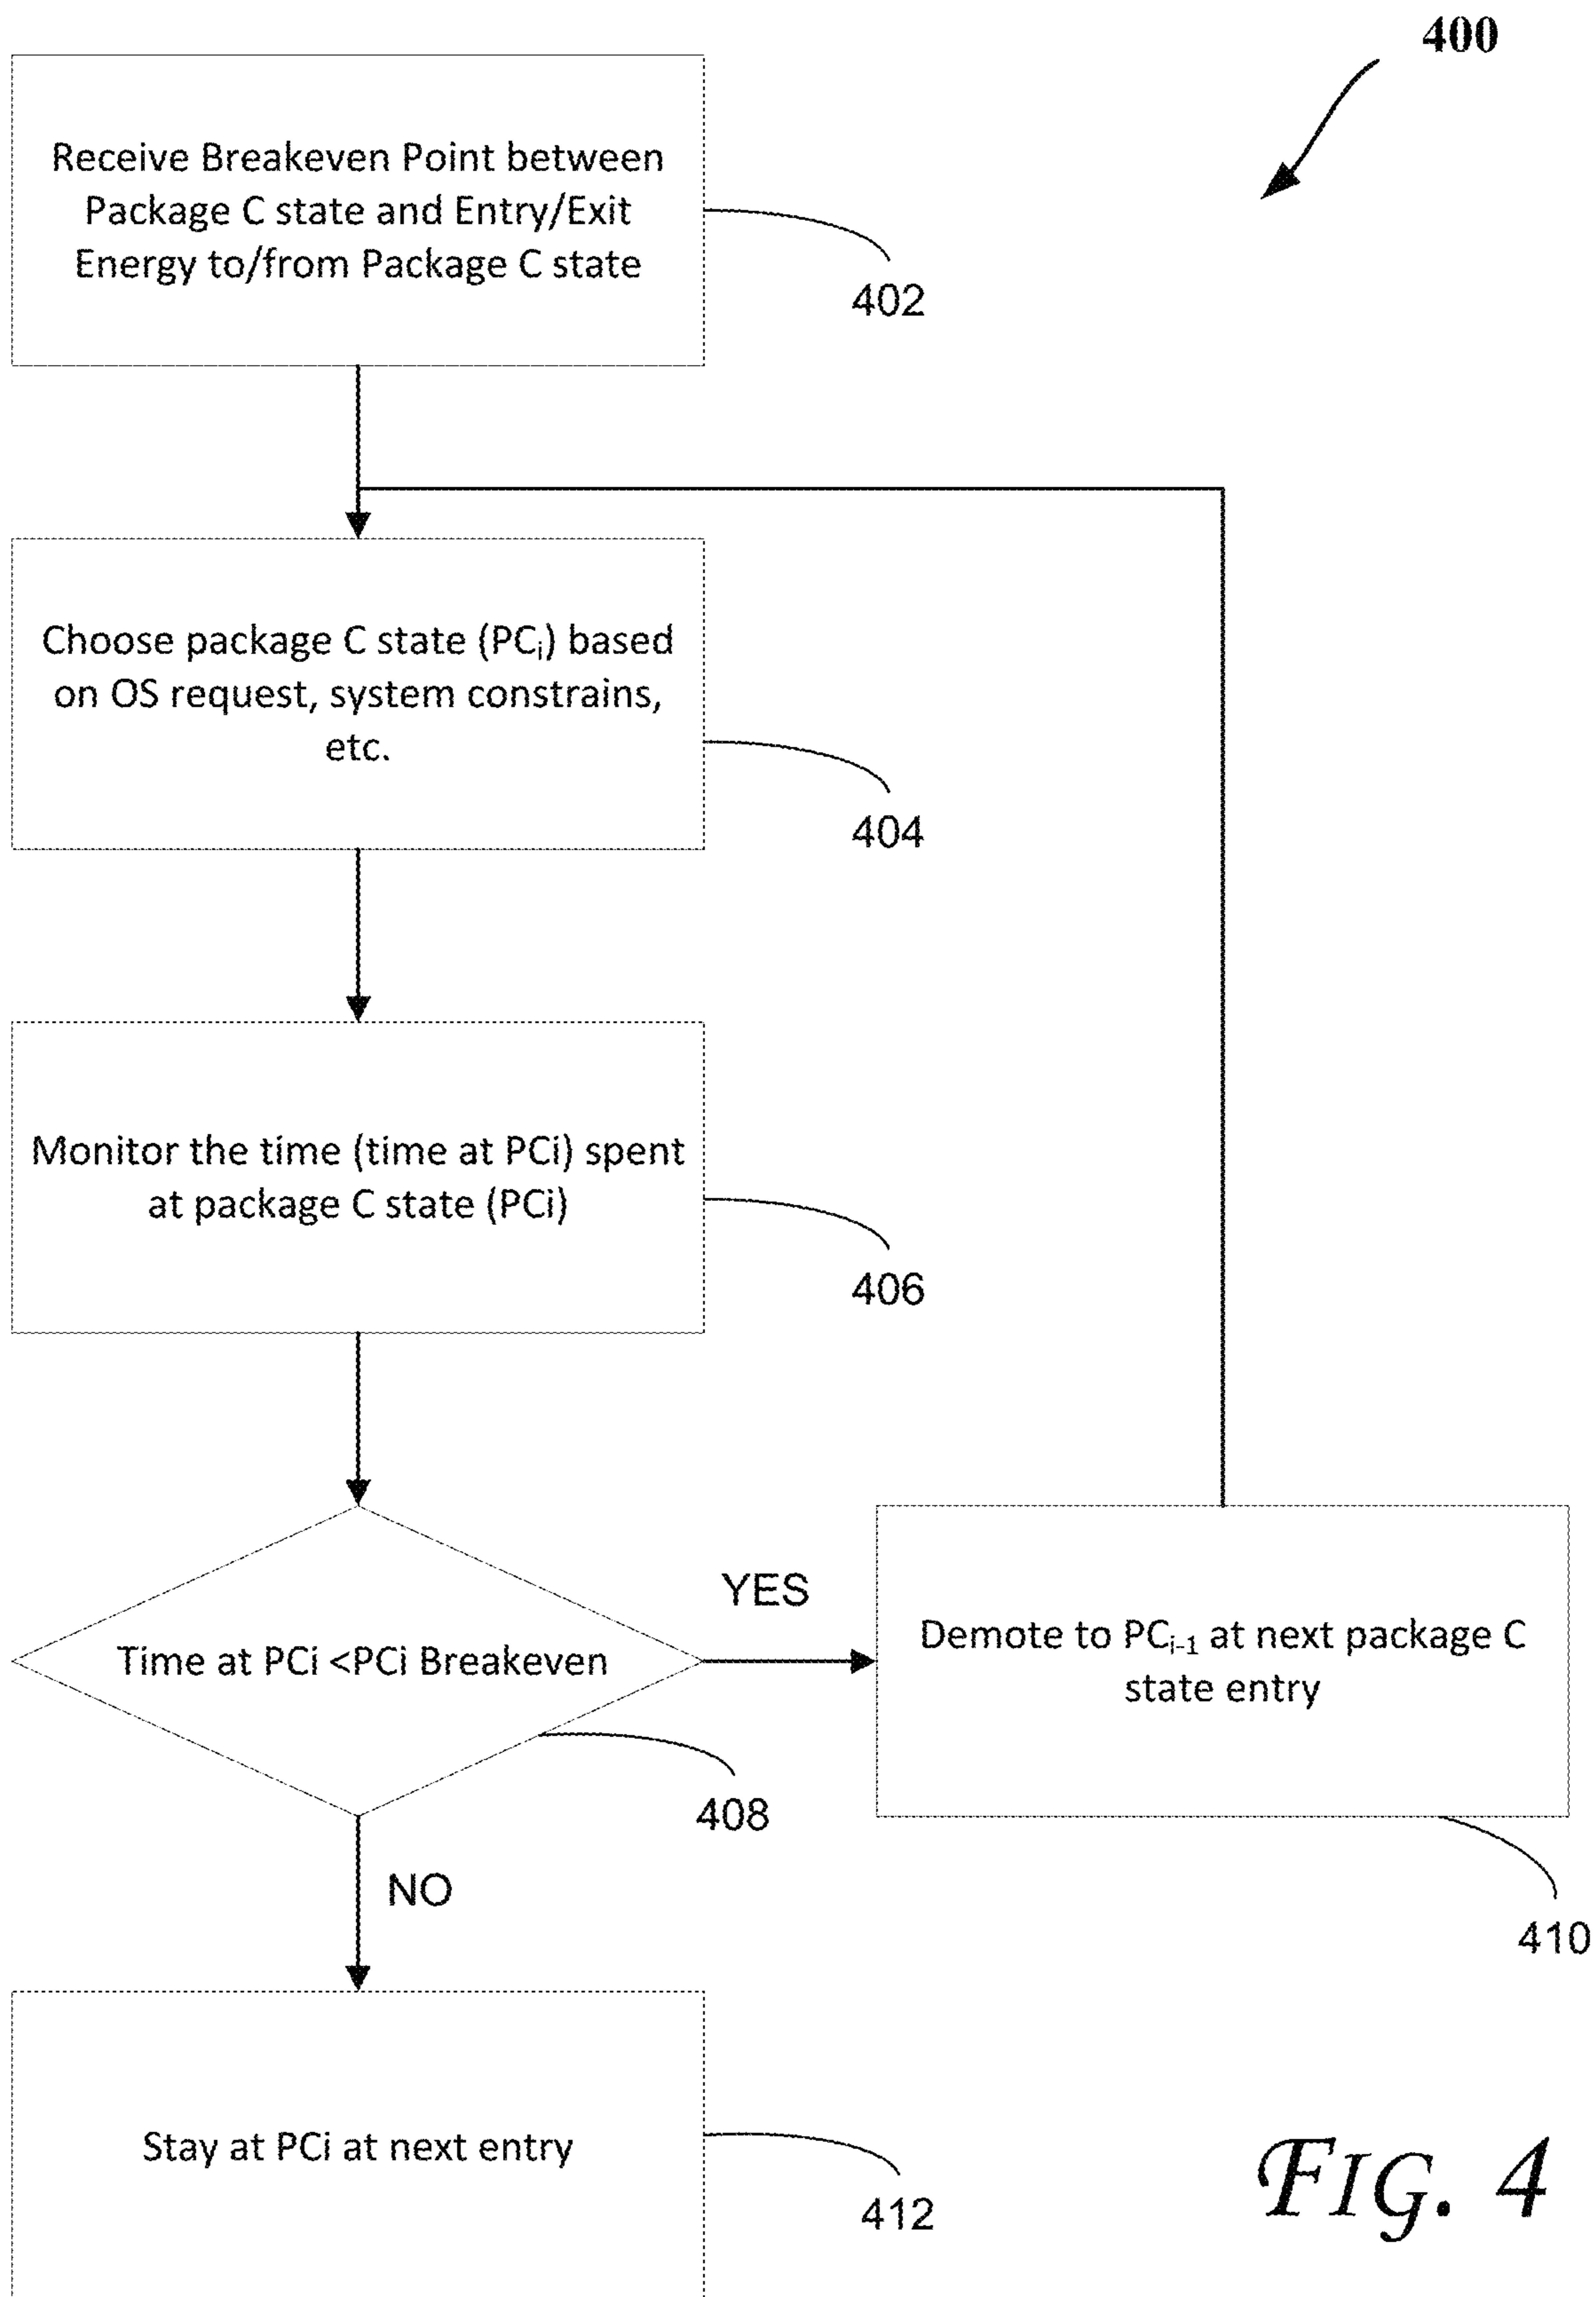 400
Receive Breakeven Point between
Package C state and Entry/Exit
Energy to/from Package C state
402
Choose package C state (PCᵢ) based
on OS request, system constrains,
etc.
404
Monitor the time (time at PCi) spent
at package C state (PCi)
406
Time at PCi <PCi Breakeven
408
YES
Demote to PCᵢ₋₁ at next package C
state entry
410
NO
Stay at PCi at next entry
412
FIG. 4